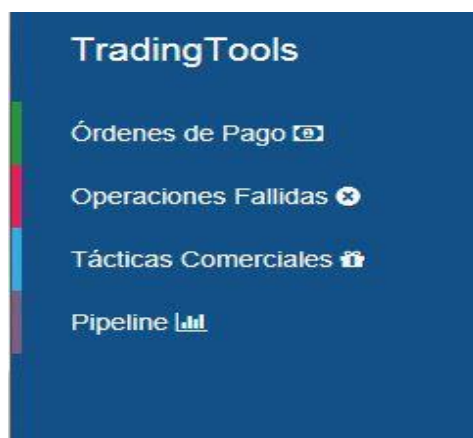 TradingTools
Órdenes de Pago
Operaciones Fallidas
Tácticas Comerciales
Pipeline